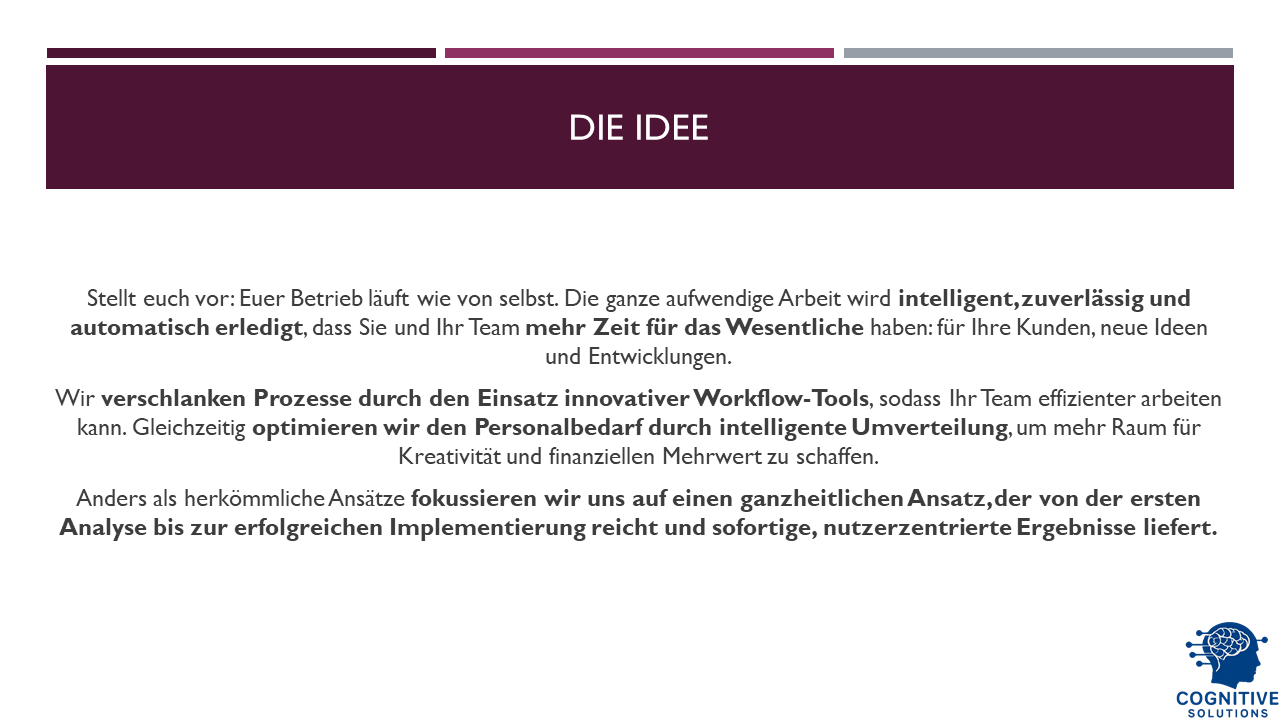 DIE IDEE
Stellt euch vor: Euer Betrieb läuft wie von selbst. Die ganze aufwendige Arbeit wird intelligent, zuverlässig und
automatisch erledigt, dass Sie und Ihr Team mehr Zeit für das Wesentliche haben: für Ihre Kunden, neue Ideen
und Entwicklungen.
Wir verschlanken Prozesse durch den Einsatz innovativer Workflow-Tools, sodass Ihr Team effizienter arbeiten
kann. Gleichzeitig optimieren wir den Personalbedarf durch intelligente Umverteilung, um mehr Raum für
Kreativität und finanziellen Mehrwert zu schaffen.
Anders als herkömmliche Ansätze fokussieren wir uns auf einen ganzheitlichen Ansatz, der von der ersten
Analyse bis zur erfolgreichen Implementierung reicht und sofortige, nutzerzentrierte Ergebnisse liefert.
COGNITIVE
SOLUTIONS